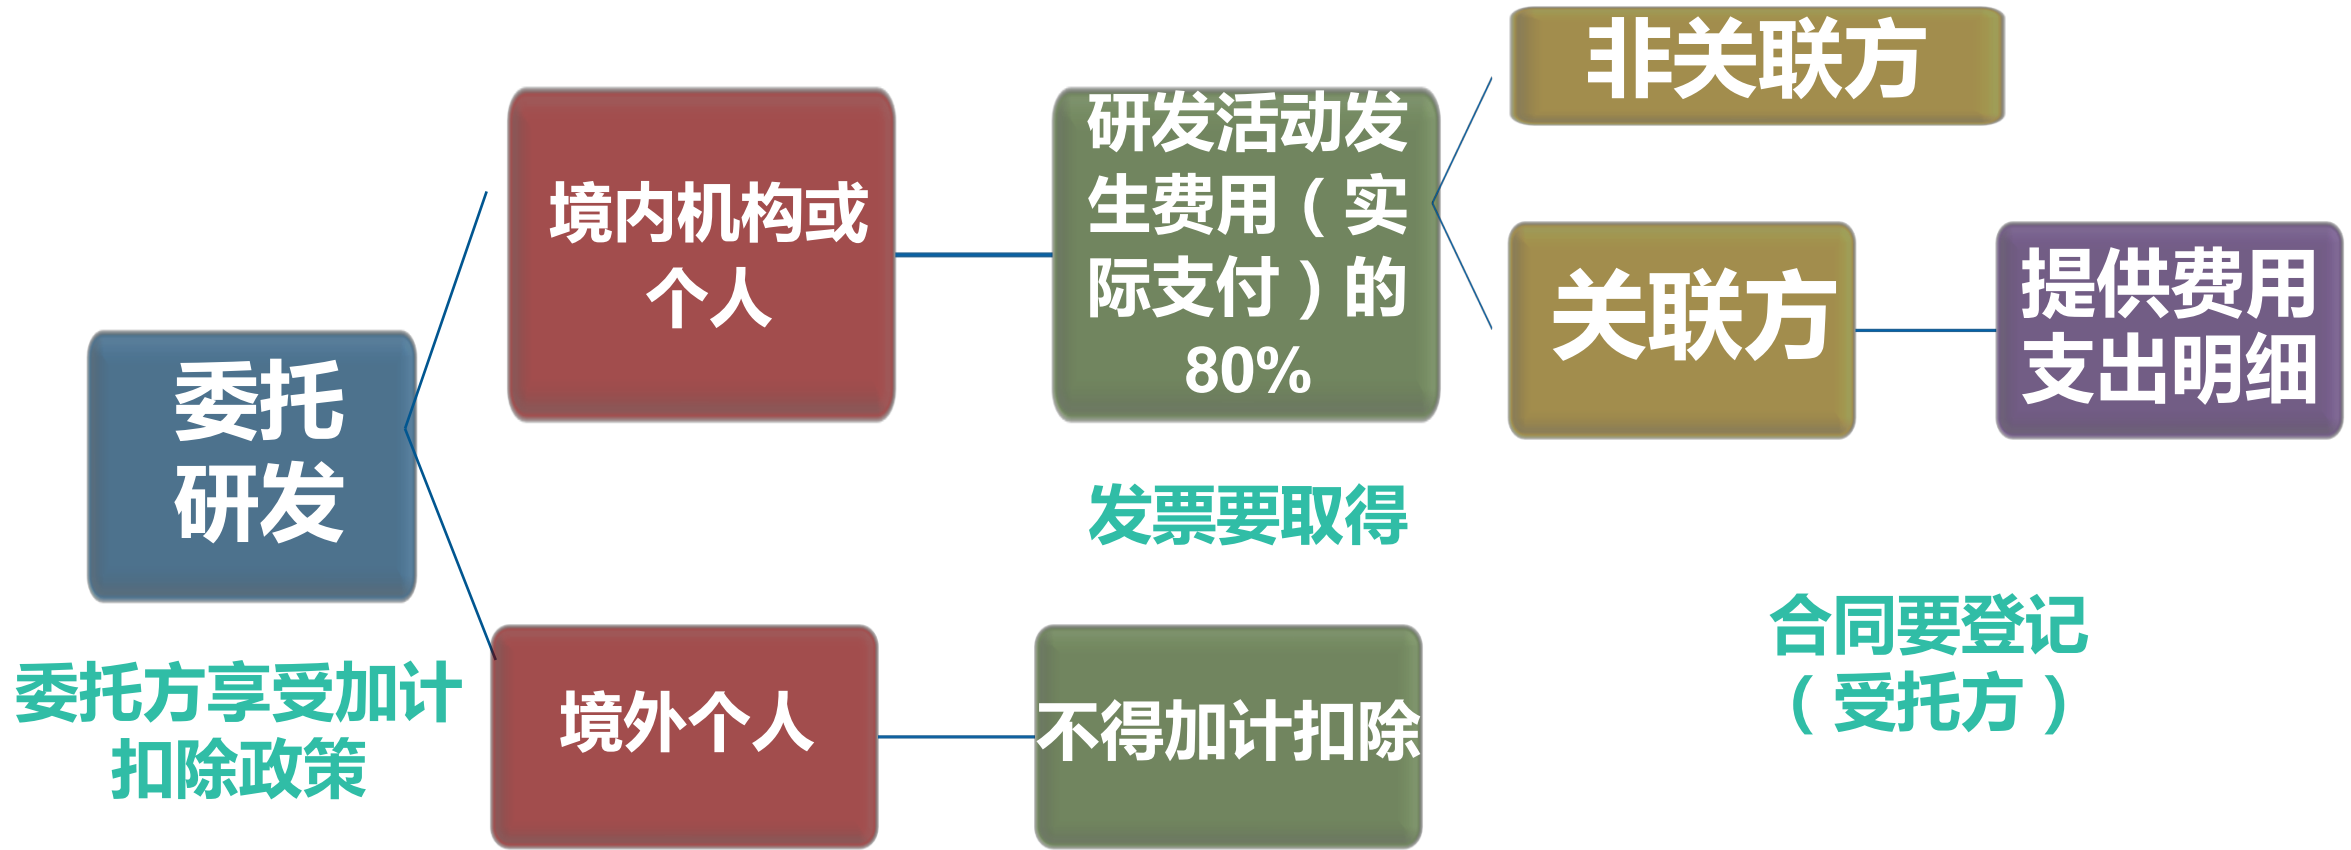 委托
研发
委托方享受加计
扣除政策
境内机构或
个人
研发活动发
生费用（实
际支付）的
80%
发票要取得
非关联方
关联方
提供费用
支出明细
合同要登记
（受托方）
境外个人
不得加计扣除